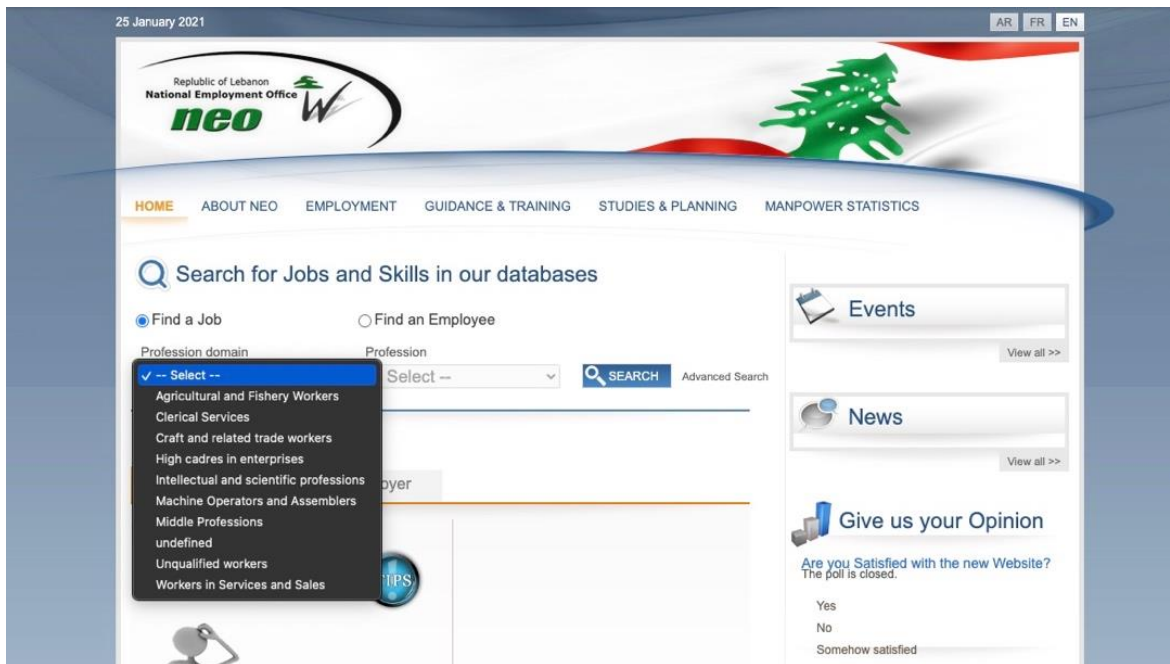 25 January 2021
AR FR EN
Republic of Lebanon
National Employment Office
neo
HOME ABOUT NEO EMPLOYMENT GUIDANCE & TRAINING STUDIES & PLANNING MANPOWER STATISTICS
Search for Jobs and Skills in our databases
Find a Job Find an Employee
Profession domain Profession
✓ -- Select -- Select -- SEARCH Advanced Search
Agricultural and Fishery Workers
Clerical Services
Craft and related trade workers
High cadres in enterprises
Intellectual and scientific professions
Machine Operators and Assemblers
Middle Professions
undefined
Unqualified workers
Workers in Services and Sales
Events
View all >>
News
View all >>
Give us your Opinion
Are you Satisfied with the new Website?
The poll is closed.
Yes
No
Somehow satisfied